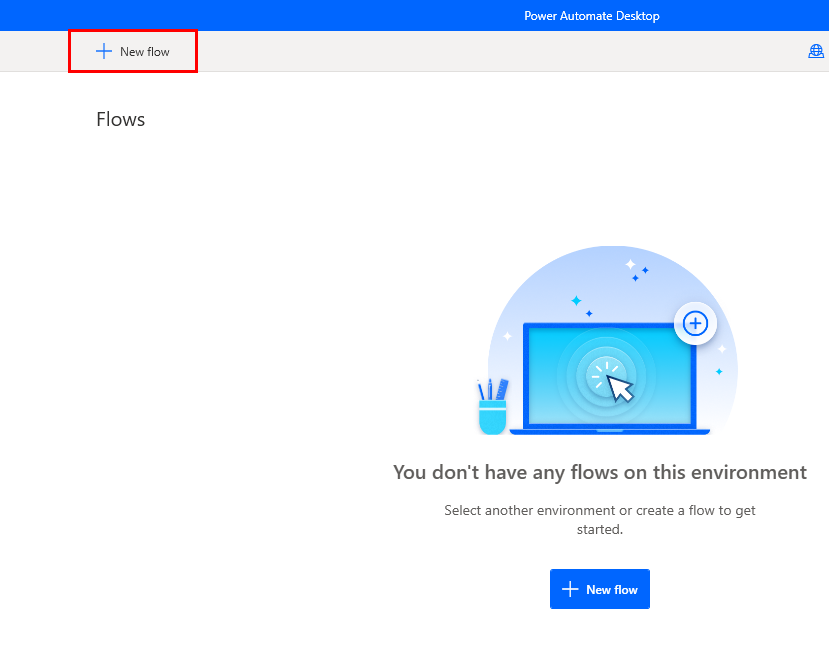 Power Automate Desktop
New flow
Flows
You don't have any flows on this environment
Select another environment or create a flow to get
started.
New flow